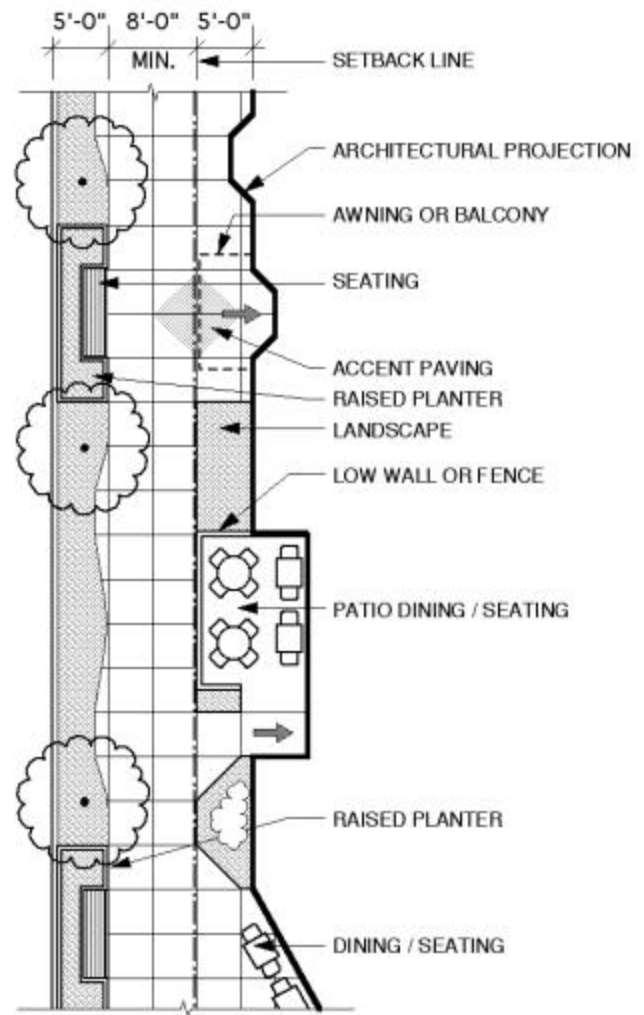 5'-0" 8'-0" 5'-0"
MIN.
SETBACK LINE
ARCHITECTURAL PROJECTION
AWNING OR BALCONY
SEATING
ACCENT PAVING
RAISED PLANTER
LANDSCAPE
LOW WALL OR FENCE
PATIO DINING / SEATING
RAISED PLANTER
DINING / SEATING